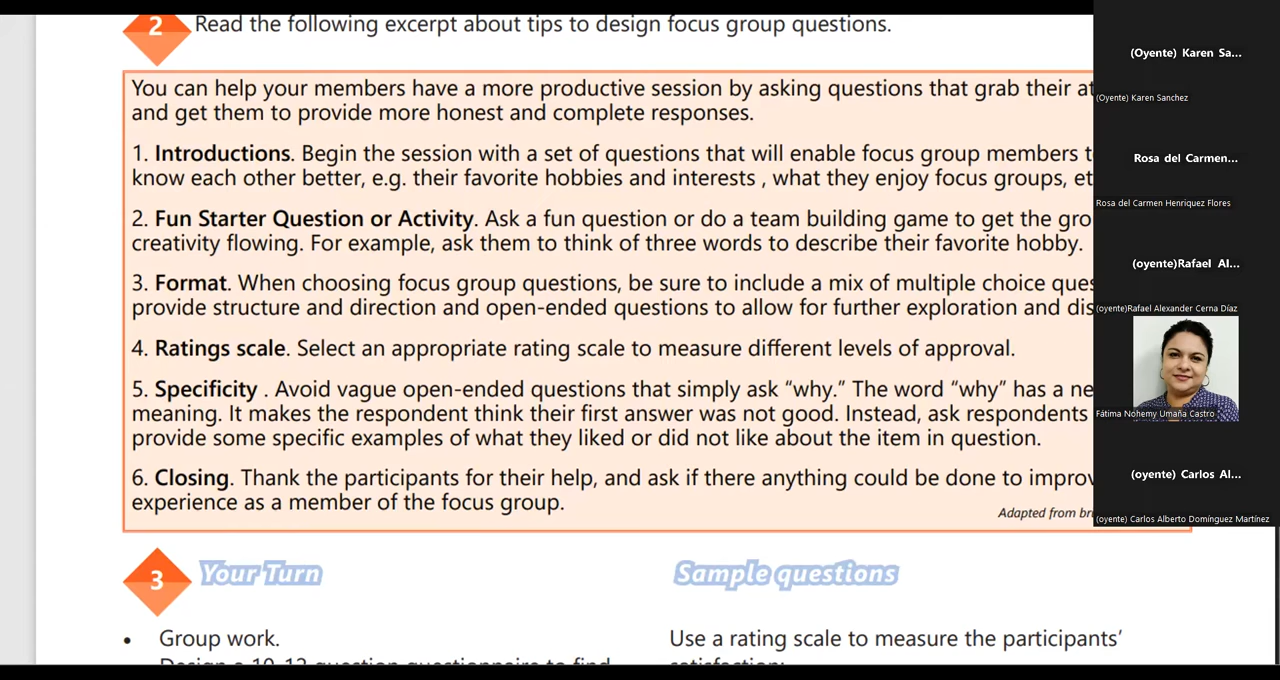 2
Read the following excerpt about tips to design focus group questions.
You can help your members have a more productive session by asking questions that grab their
and get them to provide more honest and complete responses.
1. Introductions. Begin the session with a set of questions that will enable focus group members
know each other better, e.g. their favorite hobbies and interests , what they enjoy focus groups,
2. Fun Starter Question or Activity. Ask a fun question or do a team building game to get the
creativity flowing. For example, ask them to think of three words to describe their favorite hobby.
3. Format. When choosing focus group questions, be sure to include a mix of multiple choice
provide structure and direction and open-ended questions to allow for further exploration and
4. Ratings scale. Select an appropriate rating scale to measure different levels of approval.
5. Specificity . Avoid vague open-ended questions that simply ask “why.” The word “why” has a
meaning. It makes the respondent think their first answer was not good. Instead, ask respondents
provide some specific examples of what they liked or did not like about the item in question.
6. Closing. Thank the participants for their help, and ask if there anything could be done to
experience as a member of the focus group.
Adapted from
3
Your Turn
• Group work.
Design a 10-12 question questionnaire to find
Sample questions
Use a rating scale to measure the participants’
satisfaction:
(Oyente) Karen Sa...
(Oyente) Karen Sanchez
Rosa del Carmen...
Rosa del Carmen Henriquez Flores
(oyente)Rafael Al...
(oyente)Rafael Alexander Cerna Díaz
Fátima Nohemy Umaña Castro
(oyente) Carlos Al...
(oyente) Carlos Alberto Domínguez Martínez